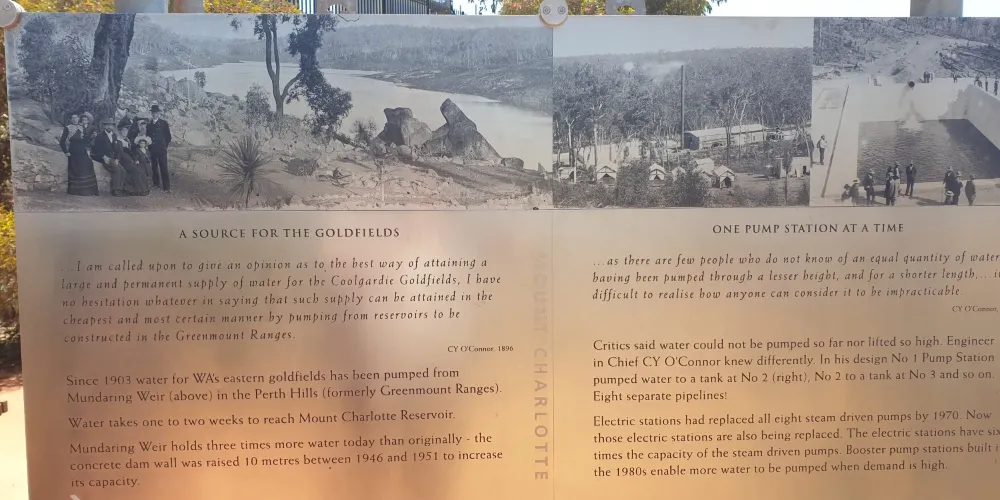 A SOURCE FOR THE GOLDFIELDS
...I am called upon to give an opinion as to the best way of attaining a
large and permanent supply of water for the Coolgardie Goldfields, I have
no hesitation whatever in saying that such supply can be attained in the
cheapest and most certain manner by pumping from reservoirs to be
constructed in the Greenmount Ranges.
CY O'Connor, 1896
Since 1903 water for WA's eastern goldfields has been pumped from
Mundaring Weir (above) in the Perth Hills (formerly Greenmount Ranges).
Water takes one to two weeks to reach Mount Charlotte Reservoir.
Mundaring Weir holds three times more water today than originally - the
concrete dam wall was raised 10 metres between 1946 and 1951 to increase
its capacity.
MOUNT CHARLOTTE
ONE PUMP STATION AT A TIME
...as there are few people who do not know of an equal quantity of water
having been pumped through a lesser height, and for a shorter length,...i
difficult to realise how anyone can consider it to be impracticable
CY O'Connor,
Critics said water could not be pumped so far nor lifted so high. Engineer
in Chief CY O'Connor knew differently. In his design No 1 Pump Station
pumped water to a tank at No 2 (right), No 2 to a tank at No 3 and so on.
Eight separate pipelines!
Electric stations had replaced all eight steam driven pumps by 1970. Now
those electric stations are also being replaced. The electric stations have six
times the capacity of the steam driven pumps. Booster pump stations built i
the 1980s enable more water to be pumped when demand is high.